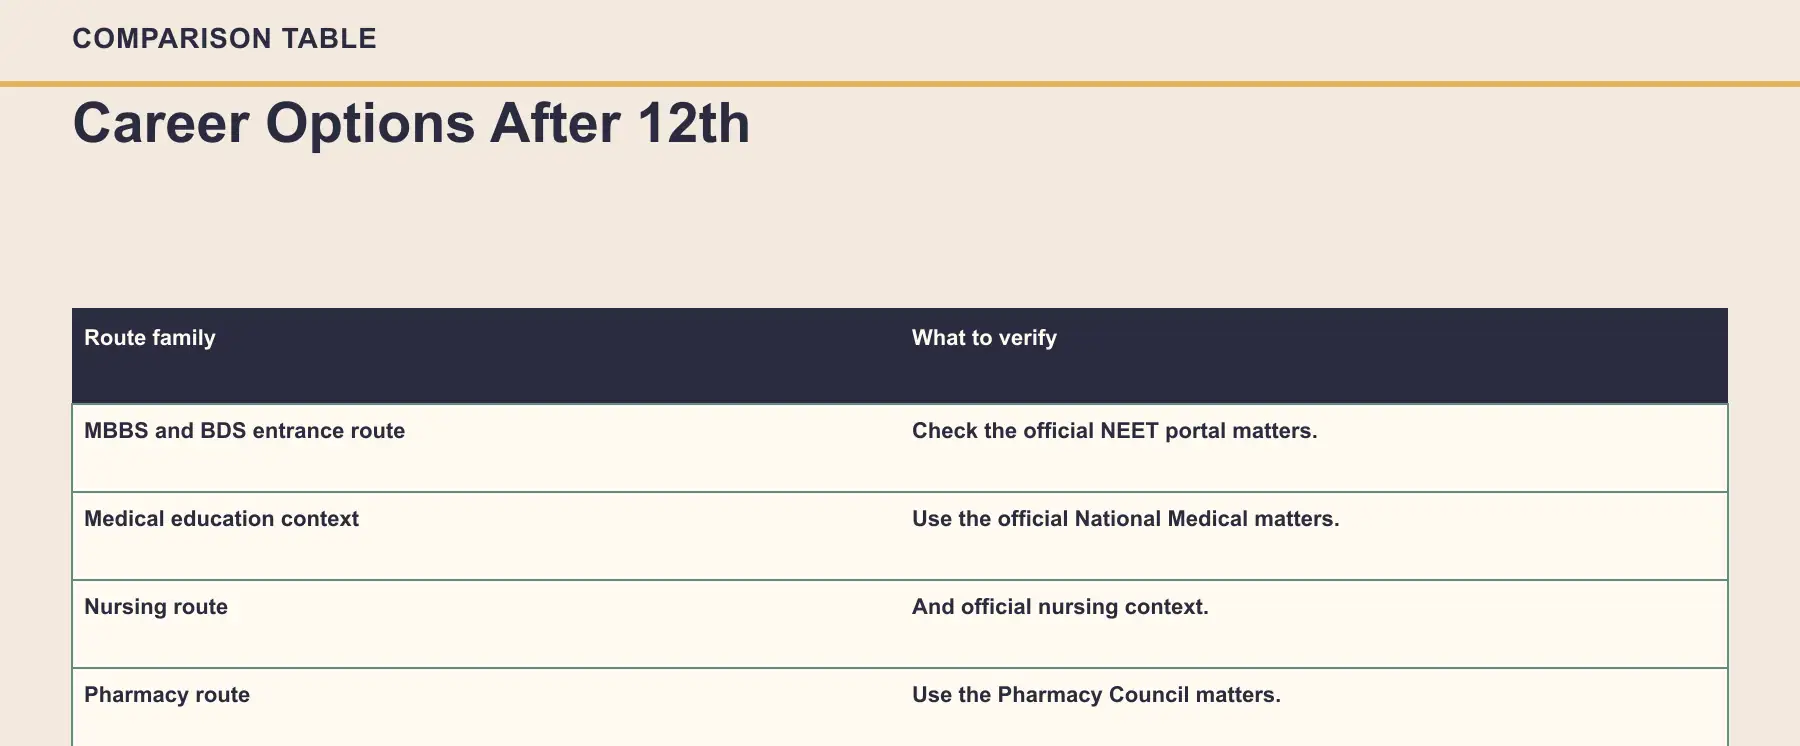 COMPARISON TABLE
Career Options After 12th
Route family
What to verify
MBBS and BDS entrance route
Check the official NEET portal matters.
Medical education context
Use the official National Medical matters.
Nursing route
And official nursing context.
Pharmacy route
Use the Pharmacy Council matters.